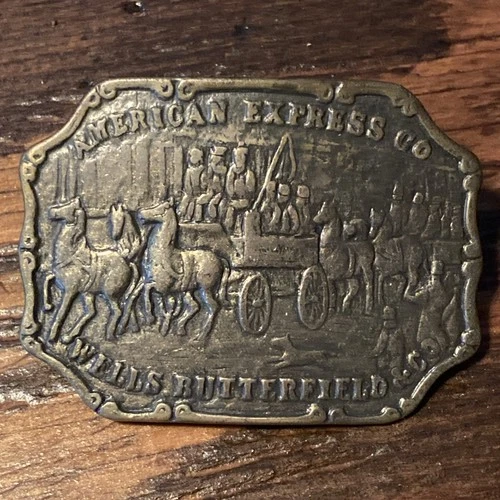 AMERICAN EXPRESS CO
WELLS BUTTERFIELD & CO